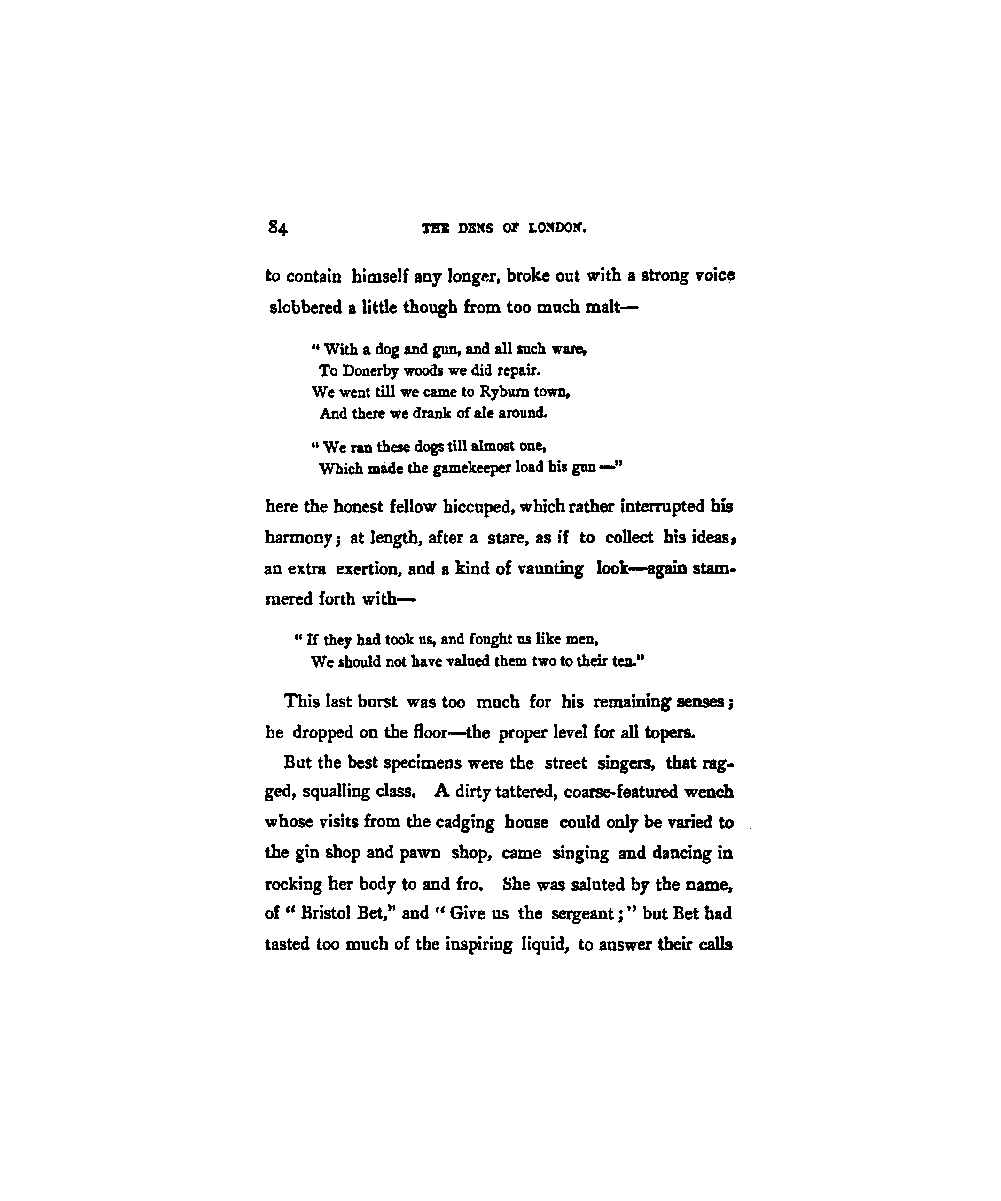 84 THE DENS OF LONDON.
to contain himself any longer, broke out with a strong voice
slobbered a little though from too much malt—
“ With a dog and gun, and all such ware,
To Donerby woods we did repair.
We went till we came to Ryburn town,
And there we drank of ale around.
“ We ran these dogs till almost one,
Which made the gamekeeper load his gun —”
here the honest fellow hiccuped, which rather interrupted his
harmony; at length, after a stare, as if to collect his ideas,
an extra exertion, and a kind of vaunting look—again stam-
mered forth with—
“ If they had took us, and fought us like men,
We should not have valued them two to their ten.”
This last burst was too much for his remaining senses;
he dropped on the floor—the proper level for all topers.
But the best specimens were the street singers, that rag-
ged, squalling class. A dirty tattered, coarse-featured wench
whose visits from the cadging house could only be varied to
the gin shop and pawn shop, came singing and dancing in
rocking her body to and fro. She was saluted by the name,
of “ Bristol Bet,” and “ Give us the sergeant;” but Bet had
tasted too much of the inspiring liquid, to answer their calls